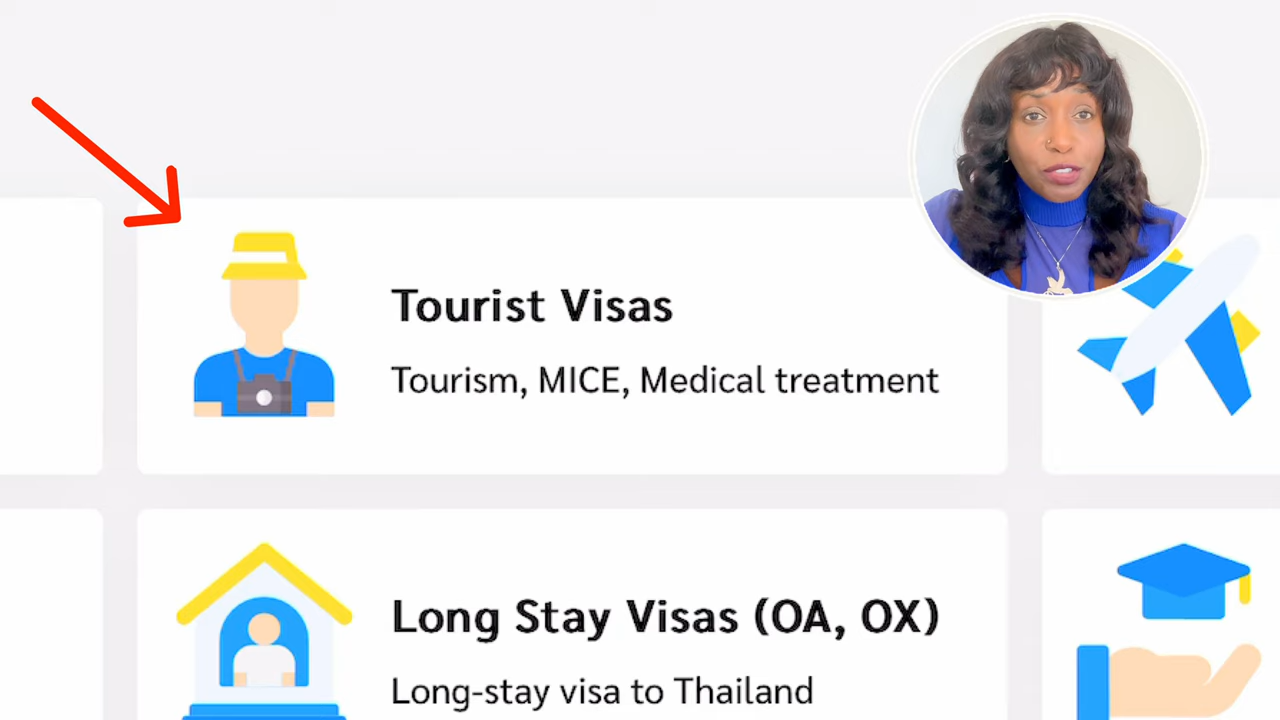 Tourist Visas
Tourism, MICE, Medical treatment
Long Stay Visas (OA, OX)
Long-stay visa to Thailand